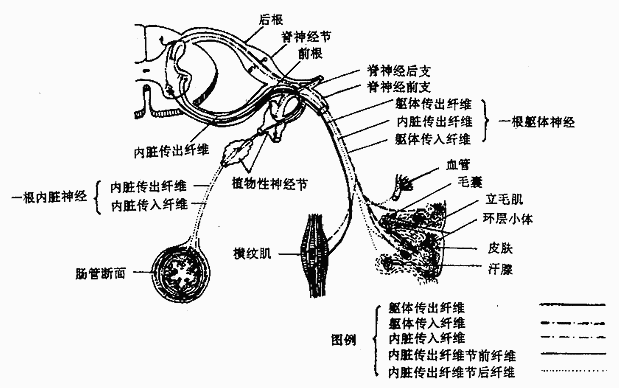 后根
脊神经节
前根
脊神经后支
脊神经前支
躯体传出纤维
内脏传出纤维
躯体传入纤维
一根躯体神经
内脏传出纤维
一根内脏神经
内脏传出纤维
内脏传入纤维
植物性神经节
血管
毛囊
立毛肌
环层小体
皮肤
汗腺
肠管断面
横纹肌
图例
躯体传出纤维
躯体传入纤维
内脏传入纤维
内脏传出纤维节前纤维
内脏传出纤维节后纤维